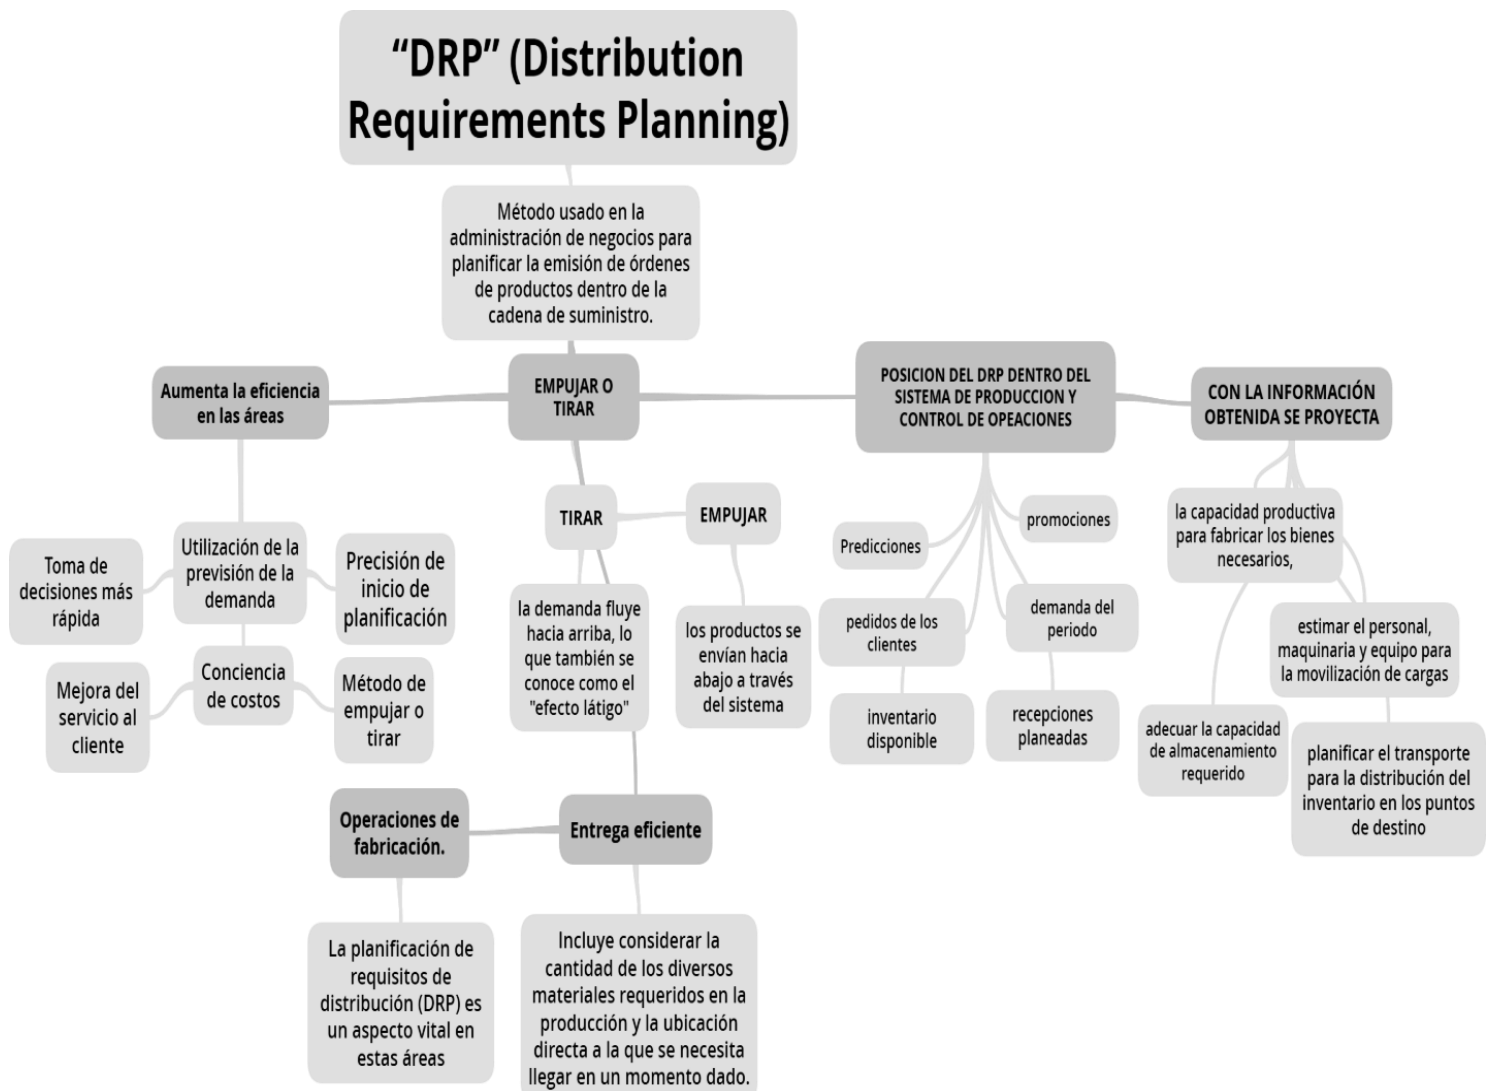 “DRP” (Distribution
Requirements Planning)
Método usado en la
administración de negocios para
planificar la emisión de órdenes
de productos dentro de la
cadena de suministro.
Aumenta la eficiencia
en las áreas
EMPUJAR O
TIRAR
POSICION DEL DRP DENTRO DEL
SISTEMA DE PRODUCCION Y
CONTROL DE OPEACIONES
CON LA INFORMACIÓN
OBTENIDA SE PROYECTA
Toma de
decisiones más
rápida
Utilización de la
previsión de la
demanda
Precisión de
inicio de
planificación
Mejora del
servicio al
cliente
Conciencia
de costos
Método de
empujar o
tirar
TIRAR
EMPUJAR
la demanda fluye
hacia arriba, lo
que también se
conoce como el
"efecto látigo"
los productos se
envían hacia
abajo a través
del sistema
Predicciones
promociones
pedidos de los
clientes
demanda del
periodo
inventario
disponible
recepciones
planeadas
la capacidad productiva
para fabricar los bienes
necesarios,
estimar el personal,
maquinaria y equipo para
la movilización de cargas
adecuar la capacidad
de almacenamiento
requerido
planificar el transporte
para la distribución del
inventario en los puntos
de destino
Operaciones de
fabricación.
Entrega eficiente
La planificación de
requisitos de
distribución (DRP) es
un aspecto vital en
estas áreas
Incluye considerar la
cantidad de los diversos
materiales requeridos en la
producción y la ubicación
directa a la que se necesita
llegar en un momento dado.